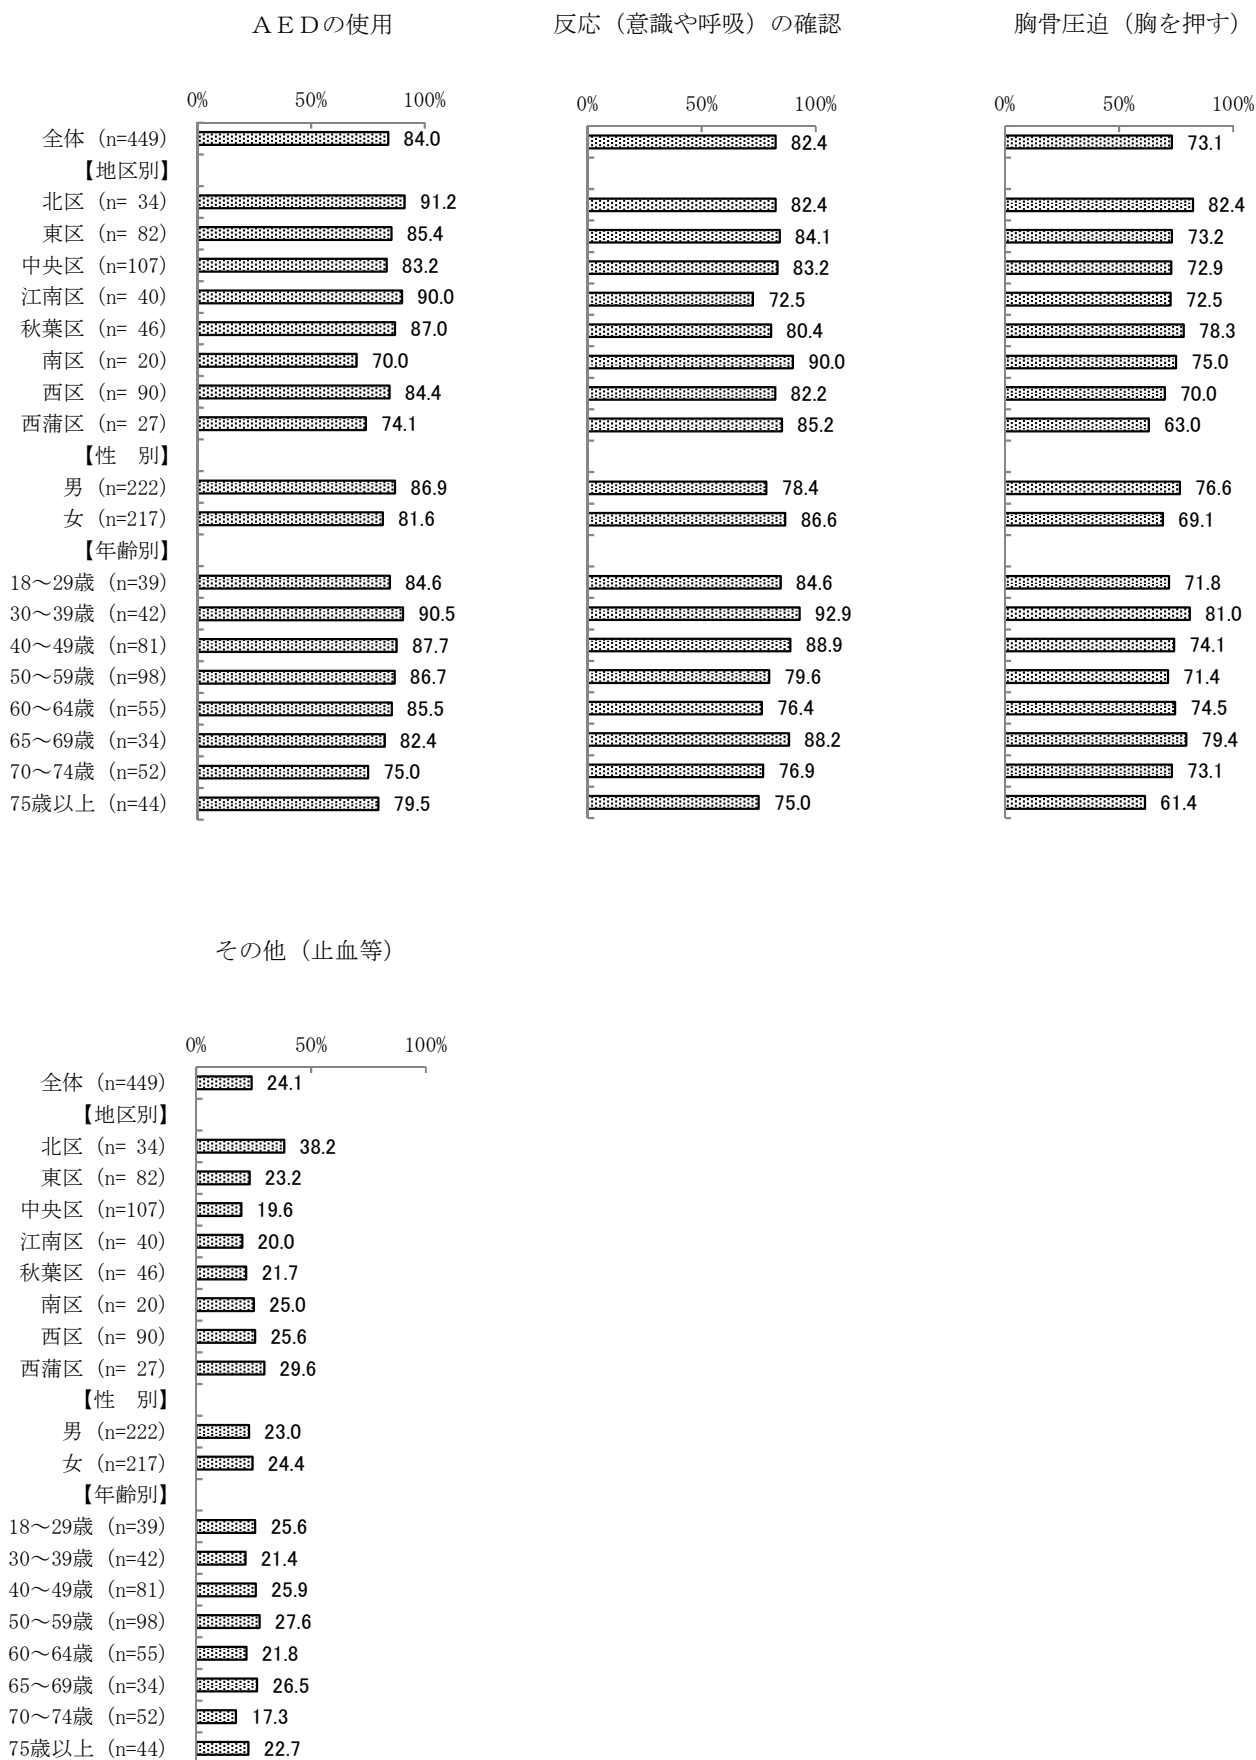 ＡＥＤの使用 反応（意識や呼吸）の確認 胸骨圧迫（胸を押す）
0% 50% 100% 0% 50% 100% 0% 50% 100%
全体（n=449） 84.0 82.4 73.1
【地区別】
北区（n= 34） 91.2 82.4 82.4
東区（n= 82） 85.4 84.1 73.2
中央区（n=107） 83.2 83.2 72.9
江南区（n= 40） 90.0 72.5 72.5
秋葉区（n= 46） 87.0 80.4 78.3
南区（n= 20） 70.0 90.0 75.0
西区（n= 90） 84.4 82.2 70.0
西蒲区（n= 27） 74.1 85.2 63.0
【性　別】
男（n=222） 86.9 78.4 76.6
女（n=217） 81.6 86.6 69.1
【年齢別】
18～29歳（n=39） 84.6 84.6 71.8
30～39歳（n=42） 90.5 92.9 81.0
40～49歳（n=81） 87.7 88.9 74.1
50～59歳（n=98） 86.7 79.6 71.4
60～64歳（n=55） 85.5 76.4 74.5
65～69歳（n=34） 82.4 88.2 79.4
70～74歳（n=52） 75.0 76.9 73.1
75歳以上（n=44） 79.5 75.0 61.4
その他（止血等）
0% 50% 100%
全体（n=449） 24.1
【地区別】
北区（n= 34） 38.2
東区（n= 82） 23.2
中央区（n=107） 19.6
江南区（n= 40） 20.0
秋葉区（n= 46） 21.7
南区（n= 20） 25.0
西区（n= 90） 25.6
西蒲区（n= 27） 29.6
【性　別】
男（n=222） 23.0
女（n=217） 24.4
【年齢別】
18～29歳（n=39） 25.6
30～39歳（n=42） 21.4
40～49歳（n=81） 25.9
50～59歳（n=98） 27.6
60～64歳（n=55） 21.8
65～69歳（n=34） 26.5
70～74歳（n=52） 17.3
75歳以上（n=44） 22.7